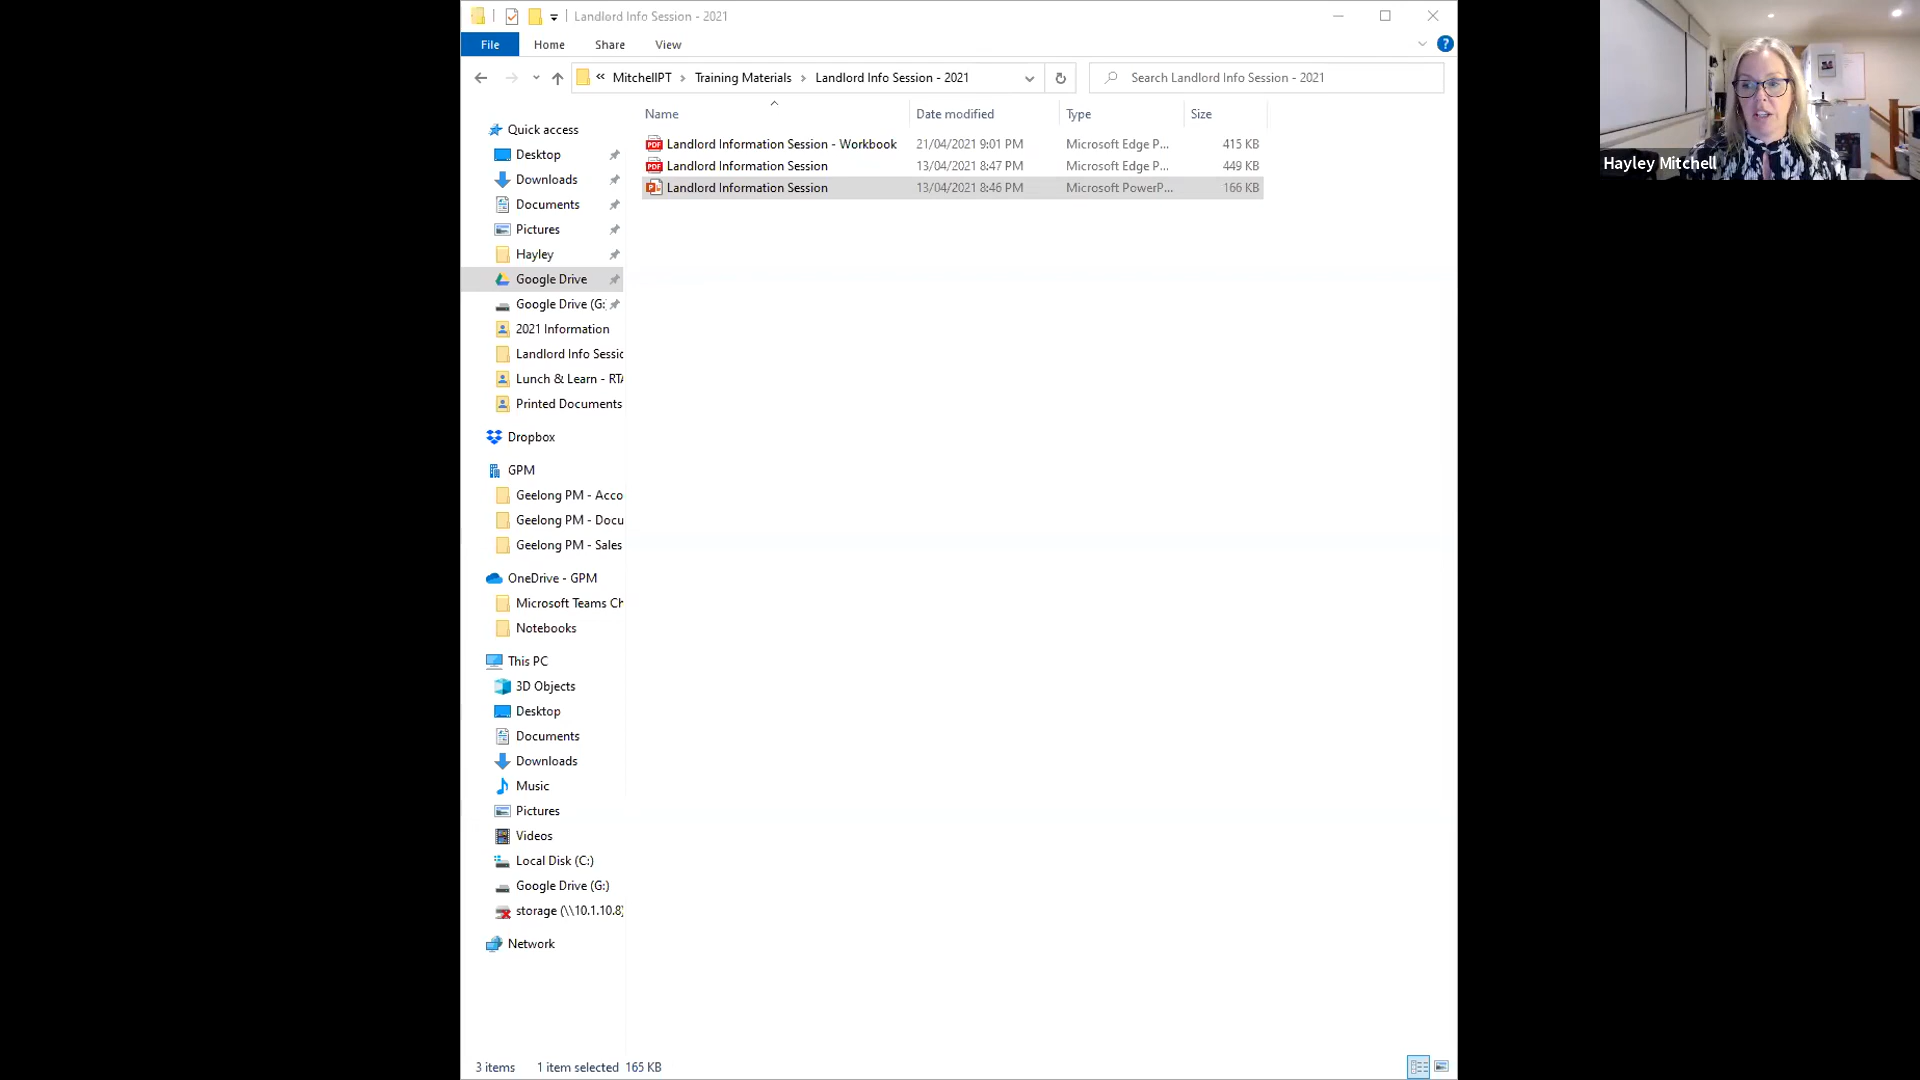 Landlord Info Session - 2021
File Home Share View
« MitchellPT > Training Materials > Landlord Info Session - 2021
Search Landlord Info Session - 2021
Name Date modified Type Size
Landlord Information Session - Workbook 21/04/2021 9:01 PM Microsoft Edge P... 415 KB
Landlord Information Session 13/04/2021 8:47 PM Microsoft Edge P... 449 KB
Landlord Information Session 13/04/2021 8:46 PM Microsoft PowerP... 166 KB
Quick access
Desktop
Downloads
Documents
Pictures
Hayley
Google Drive
Google Drive (G:
2021 Information
Landlord Info Sessic
Lunch & Learn - RTA
Printed Documents
Dropbox
GPM
Geelong PM - Acco
Geelong PM - Docu
Geelong PM - Sales
OneDrive - GPM
Microsoft Teams Ch
Notebooks
This PC
3D Objects
Desktop
Documents
Downloads
Music
Pictures
Videos
Local Disk (C:)
Google Drive (G:)
storage (\\10.1.10.8)
Network
3 items 1 item selected 165 KB
Hayley Mitchell